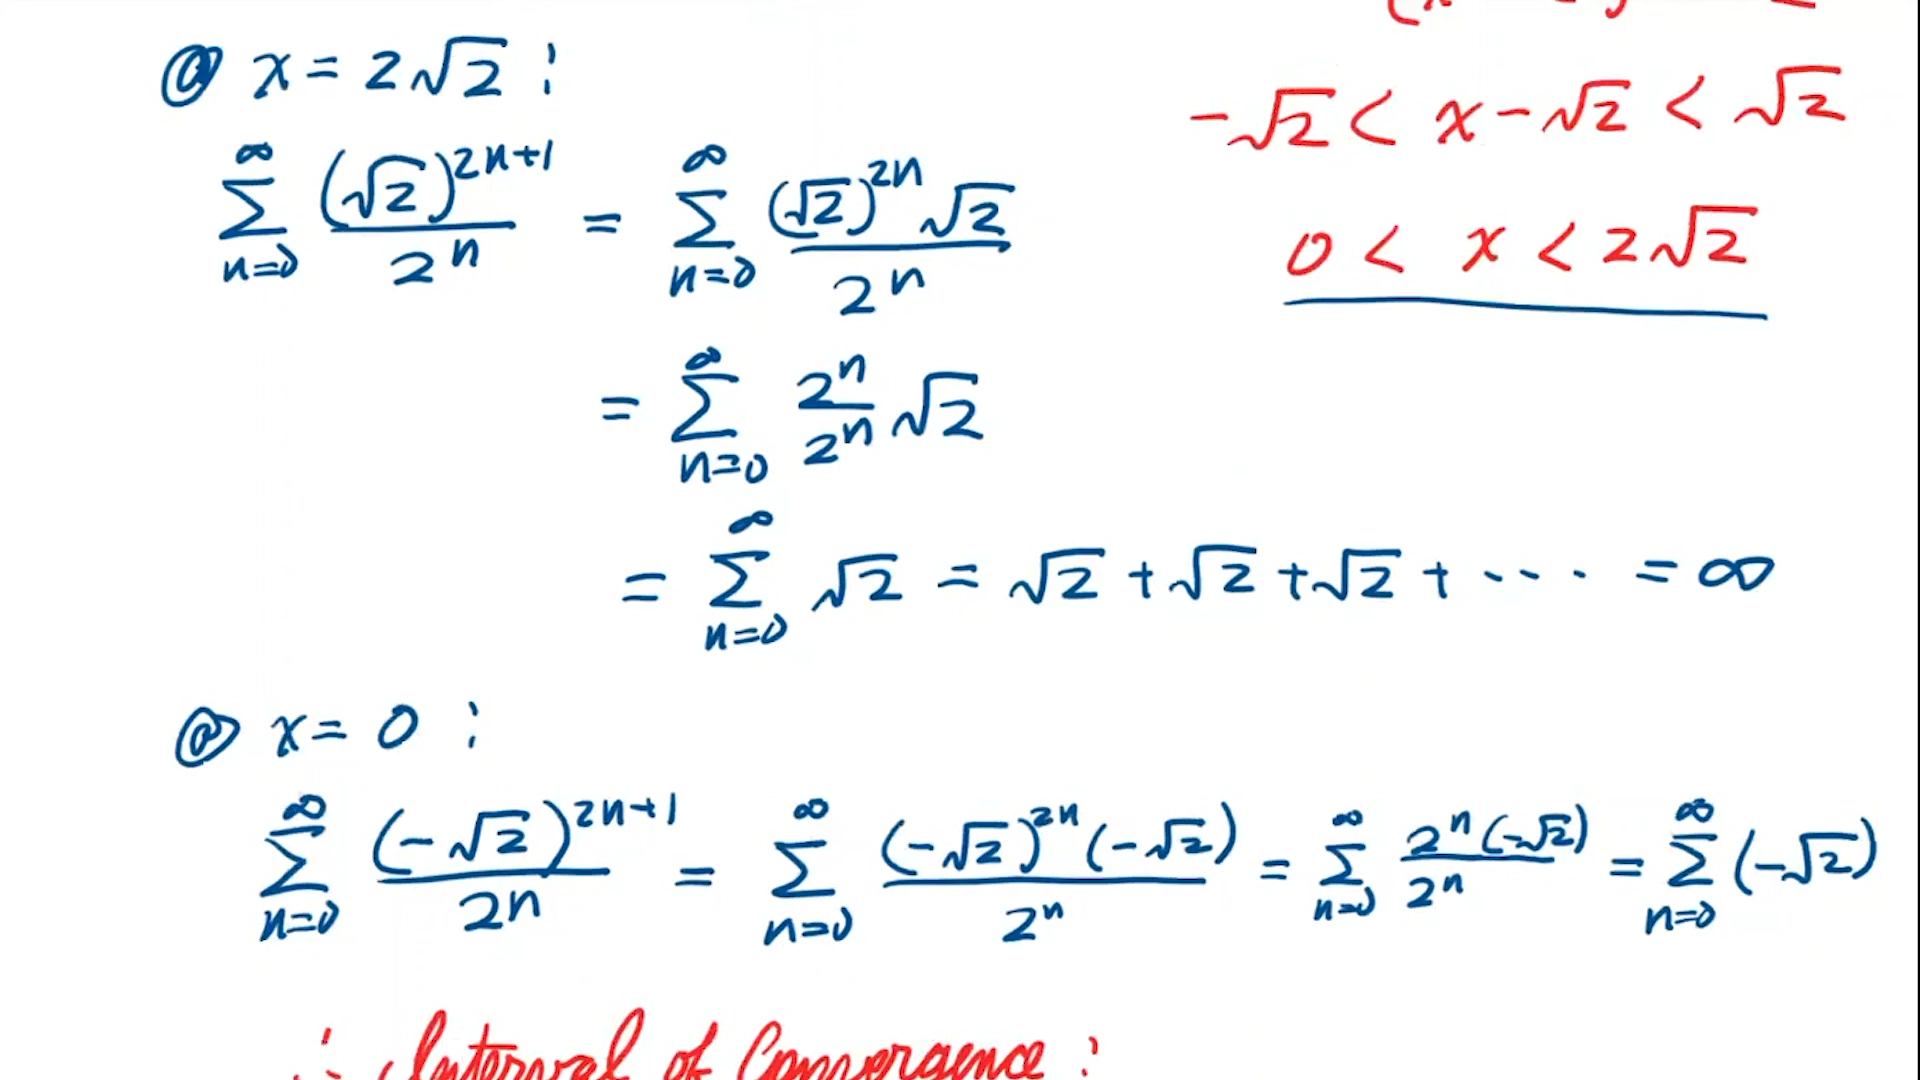 @ x = 2√2 :
-√2 < x - √2 < √2
∑_{n=0}^{∞} (√2)^{2n+1} / 2^n = ∑_{n=0}^{∞} (√2)^{2n} √2 / 2^n
0 < x < 2√2
= ∑_{n=0}^{∞} 2^n / 2^n √2
= ∑_{n=0}^{∞} √2 = √2 + √2 + √2 + ··· = ∞
@ x = 0 :
∑_{n=0}^{∞} (-√2)^{2n+1} / 2n = ∑_{n=0}^{∞} (-√2)^{2n} (-√2) / 2^n = ∑_{n=0}^{∞} 2^n (-√2) / 2^n = ∑_{n=0}^{∞} (-√2)
∴ Interval of Convergence :